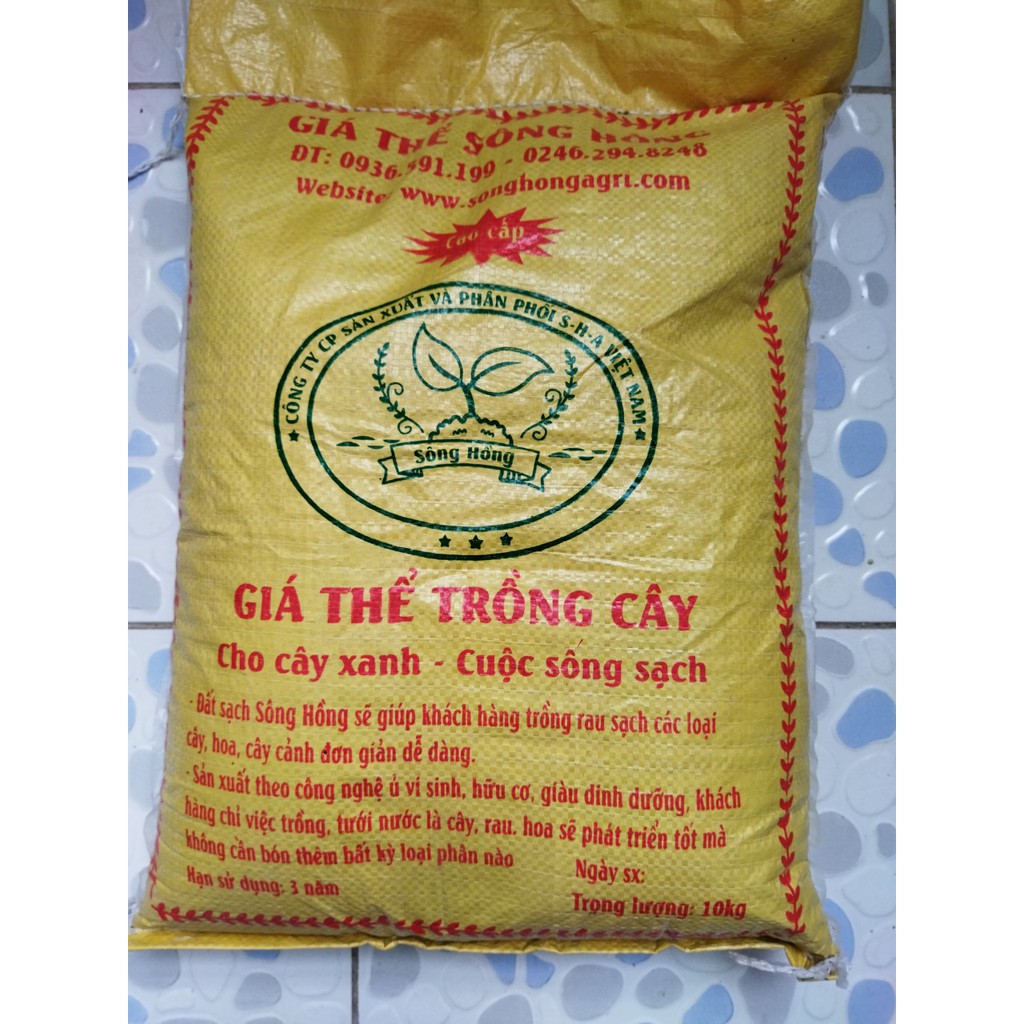 GIÁ THỂ SÔNG HỒNG
ĐT: 0936.591.199 - 0246.294.8248
Website: www.songhongagri.com
Cao cấp
CÔNG TY CP SẢN XUẤT VÀ PHÂN PHỐI S-H-A VIỆT NAM
Sông Hồng
GIÁ THỂ TRỒNG CÂY
Cho cây xanh - Cuộc sống sạch
- Đất sạch Sông Hồng sẽ giúp khách hàng trồng rau sạch các loại
cây, hoa, cây cảnh đơn giản dễ dàng.
- Sản xuất theo công nghệ ủ vi sinh, hữu cơ, giàu dinh dưỡng, khách
hàng chỉ việc trồng, tưới nước là cây, rau. hoa sẽ phát triển tốt mà
không cần bón thêm bất kỳ loại phân nào
Ngày sx:
Hạn sử dụng: 3 năm
Trọng lượng: 10kg